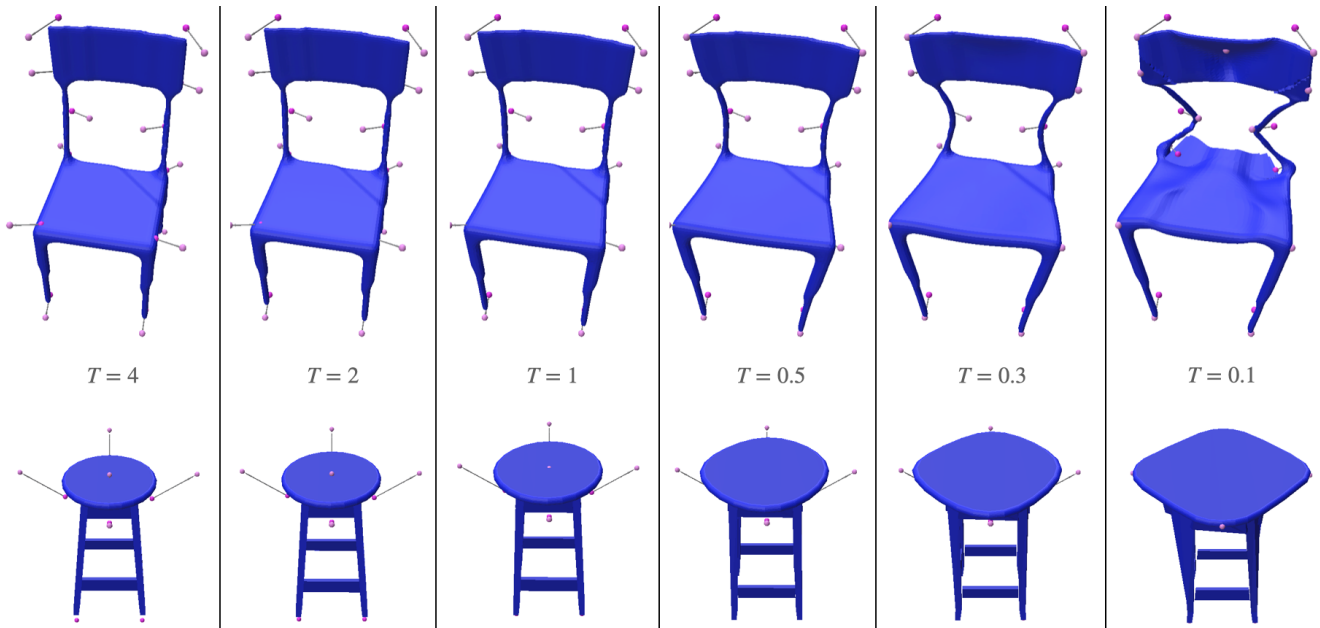 T = 4
T = 2
T = 1
T = 0.5
T = 0.3
T = 0.1